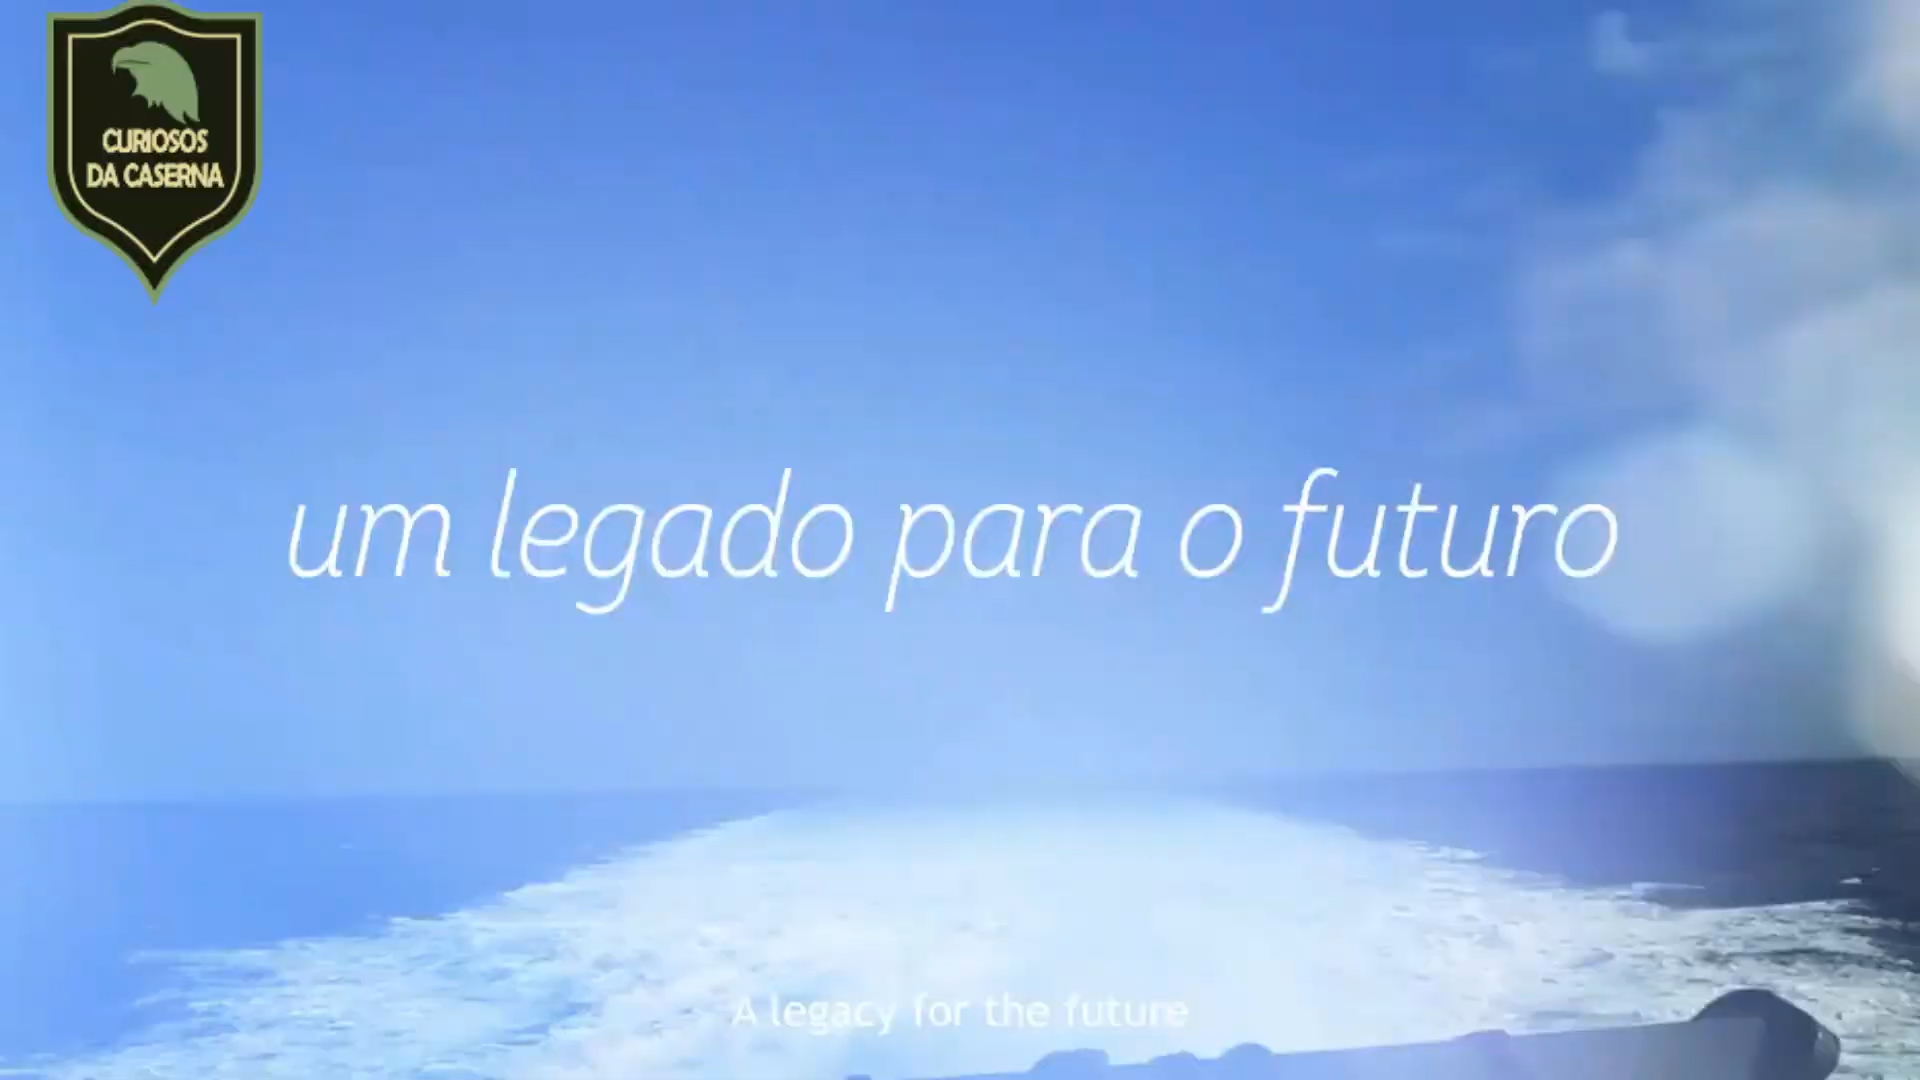 CURIOSOS
DA CASERNA
um legado para o futuro
A legacy for the future